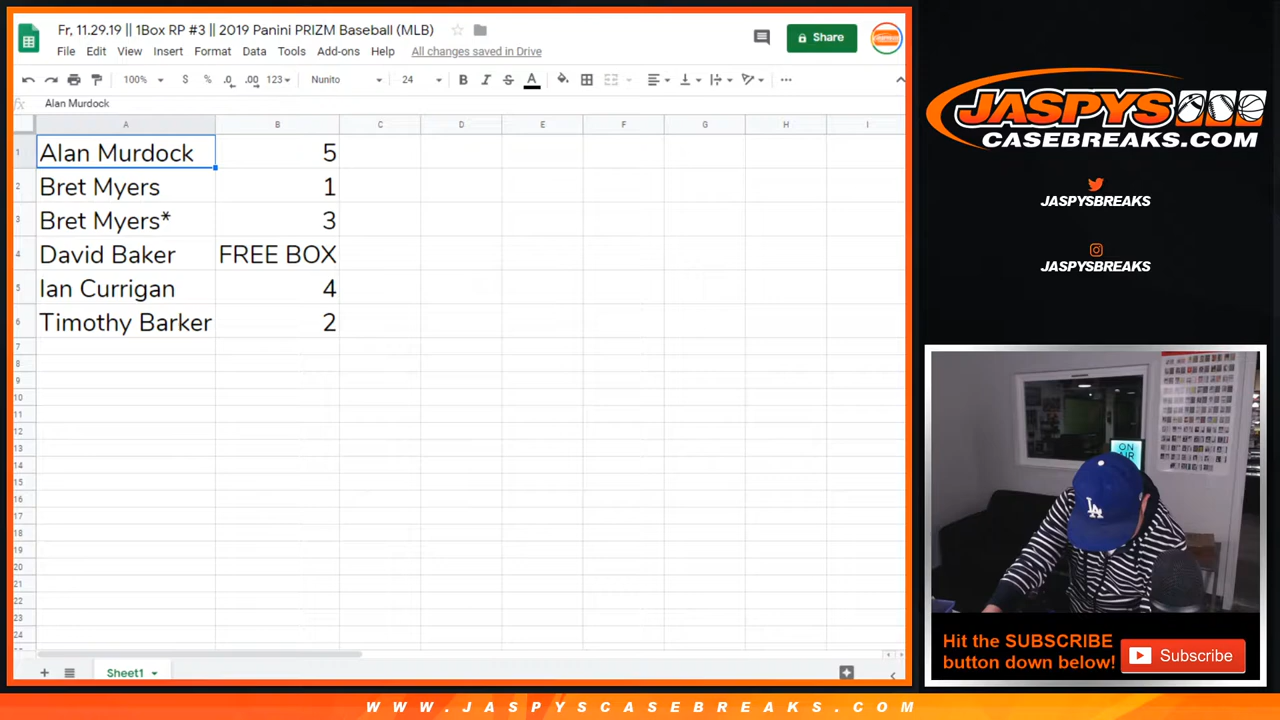 Fr, 11.29.19 || 1Box RP #3 || 2019 Panini PRIZM Baseball (MLB)
File Edit View Insert Format Data Tools Add-ons Help All changes saved in Drive
Share
100% $ % .0 .00 123 Nunito 24 B I S A
fx Alan Murdock
A B C D E F G H I
1 Alan Murdock 5
2 Bret Myers 1
3 Bret Myers* 3
4 David Baker FREE BOX
5 Ian Currigan 4
6 Timothy Barker 2
7
8
9
10
11
12
13
14
15
16
17
18
19
20
21
22
23
24
Sheet1
JASPYS
CASEBREAKS.COM
JASPYSBREAKS
JASPYSBREAKS
ON
AIR
LA
Hit the SUBSCRIBE
button down below!
Subscribe
WWW.JASPYSCASEBREAKS.COM